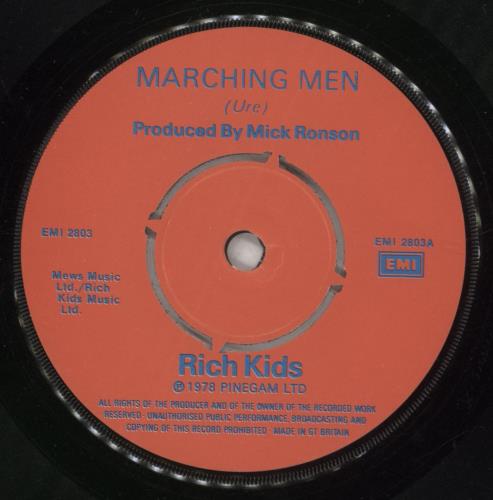 MARCHING MEN
(Ure)
Produced By Mick Ronson
EMI 2803
EMI 2803A
EMI
Mews Music
Ltd./Rich
Kids Music
Ltd.
Rich Kids
℗ 1978 PINEGAM LTD
ALL RIGHTS OF THE PRODUCER AND OF THE OWNER OF THE RECORDED WORK
RESERVED · UNAUTHORISED PUBLIC PERFORMANCE, BROADCASTING AND
COPYING OF THIS RECORD PROHIBITED · MADE IN GT BRITAIN